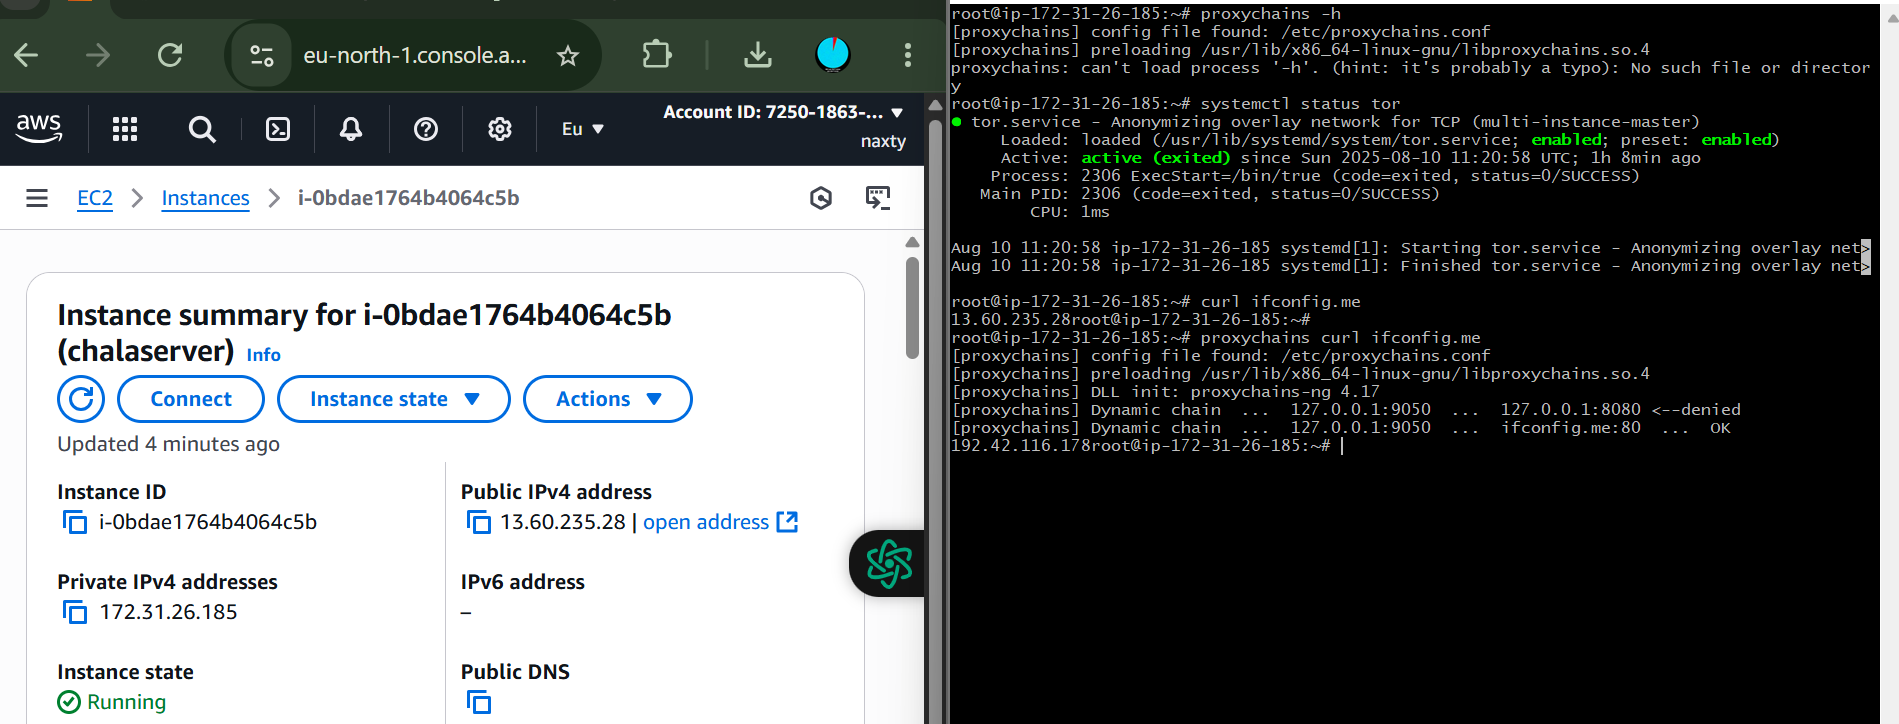 eu-north-1.console.a...
aws
Eu
Account ID: 7250-1863-...
naxty
EC2
Instances
i-0bdae1764b4064c5b
Instance summary for i-0bdae1764b4064c5b
(chalaserver) Info
Connect
Instance state
Actions
Updated 4 minutes ago
Instance ID
i-0bdae1764b4064c5b
Public IPv4 address
13.60.235.28 | open address
Private IPv4 addresses
172.31.26.185
IPv6 address
–
Instance state
Running
Public DNS
root@ip-172-31-26-185:~# proxychains -h
[proxychains] config file found: /etc/proxychains.conf
[proxychains] preloading /usr/lib/x86_64-linux-gnu/libproxychains.so.4
proxychains: can't load process '-h'. (hint: it's probably a typo): No such file or director
y
root@ip-172-31-26-185:~# systemctl status tor
● tor.service - Anonymizing overlay network for TCP (multi-instance-master)
Loaded: loaded (/usr/lib/systemd/system/tor.service; enabled; preset: enabled)
Active: active (exited) since Sun 2025-08-10 11:20:58 UTC; 1h 8min ago
Process: 2306 ExecStart=/bin/true (code=exited, status=0/SUCCESS)
Main PID: 2306 (code=exited, status=0/SUCCESS)
CPU: 1ms
Aug 10 11:20:58 ip-172-31-26-185 systemd[1]: Starting tor.service - Anonymizing overlay net>
Aug 10 11:20:58 ip-172-31-26-185 systemd[1]: Finished tor.service - Anonymizing overlay net>
root@ip-172-31-26-185:~# curl ifconfig.me
13.60.235.28root@ip-172-31-26-185:~#
root@ip-172-31-26-185:~# proxychains curl ifconfig.me
[proxychains] config file found: /etc/proxychains.conf
[proxychains] preloading /usr/lib/x86_64-linux-gnu/libproxychains.so.4
[proxychains] DLL init: proxychains-ng 4.17
[proxychains] Dynamic chain ... 127.0.0.1:9050 ... 127.0.0.1:8080 <--denied
[proxychains] Dynamic chain ... 127.0.0.1:9050 ... ifconfig.me:80 ... OK
192.42.116.178root@ip-172-31-26-185:~#